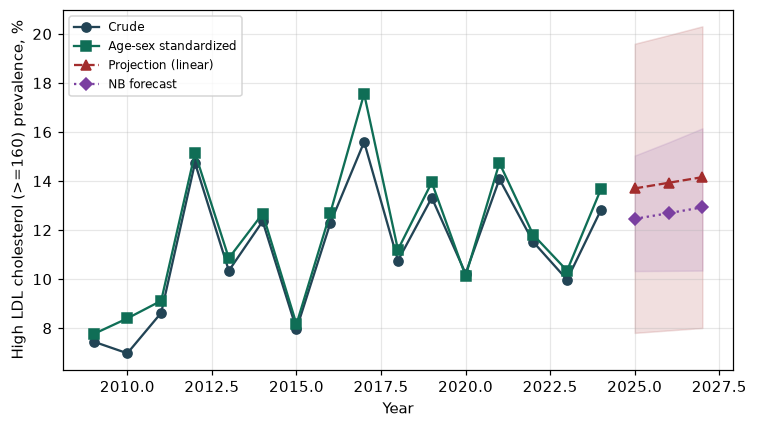 High LDL cholesterol (>=160) prevalence, %
20
18
16
14
12
10
8
Crude
Age-sex standardized
Projection (linear)
NB forecast
2010.0 2012.5 2015.0 2017.5 2020.0 2022.5 2025.0 2027.5
Year